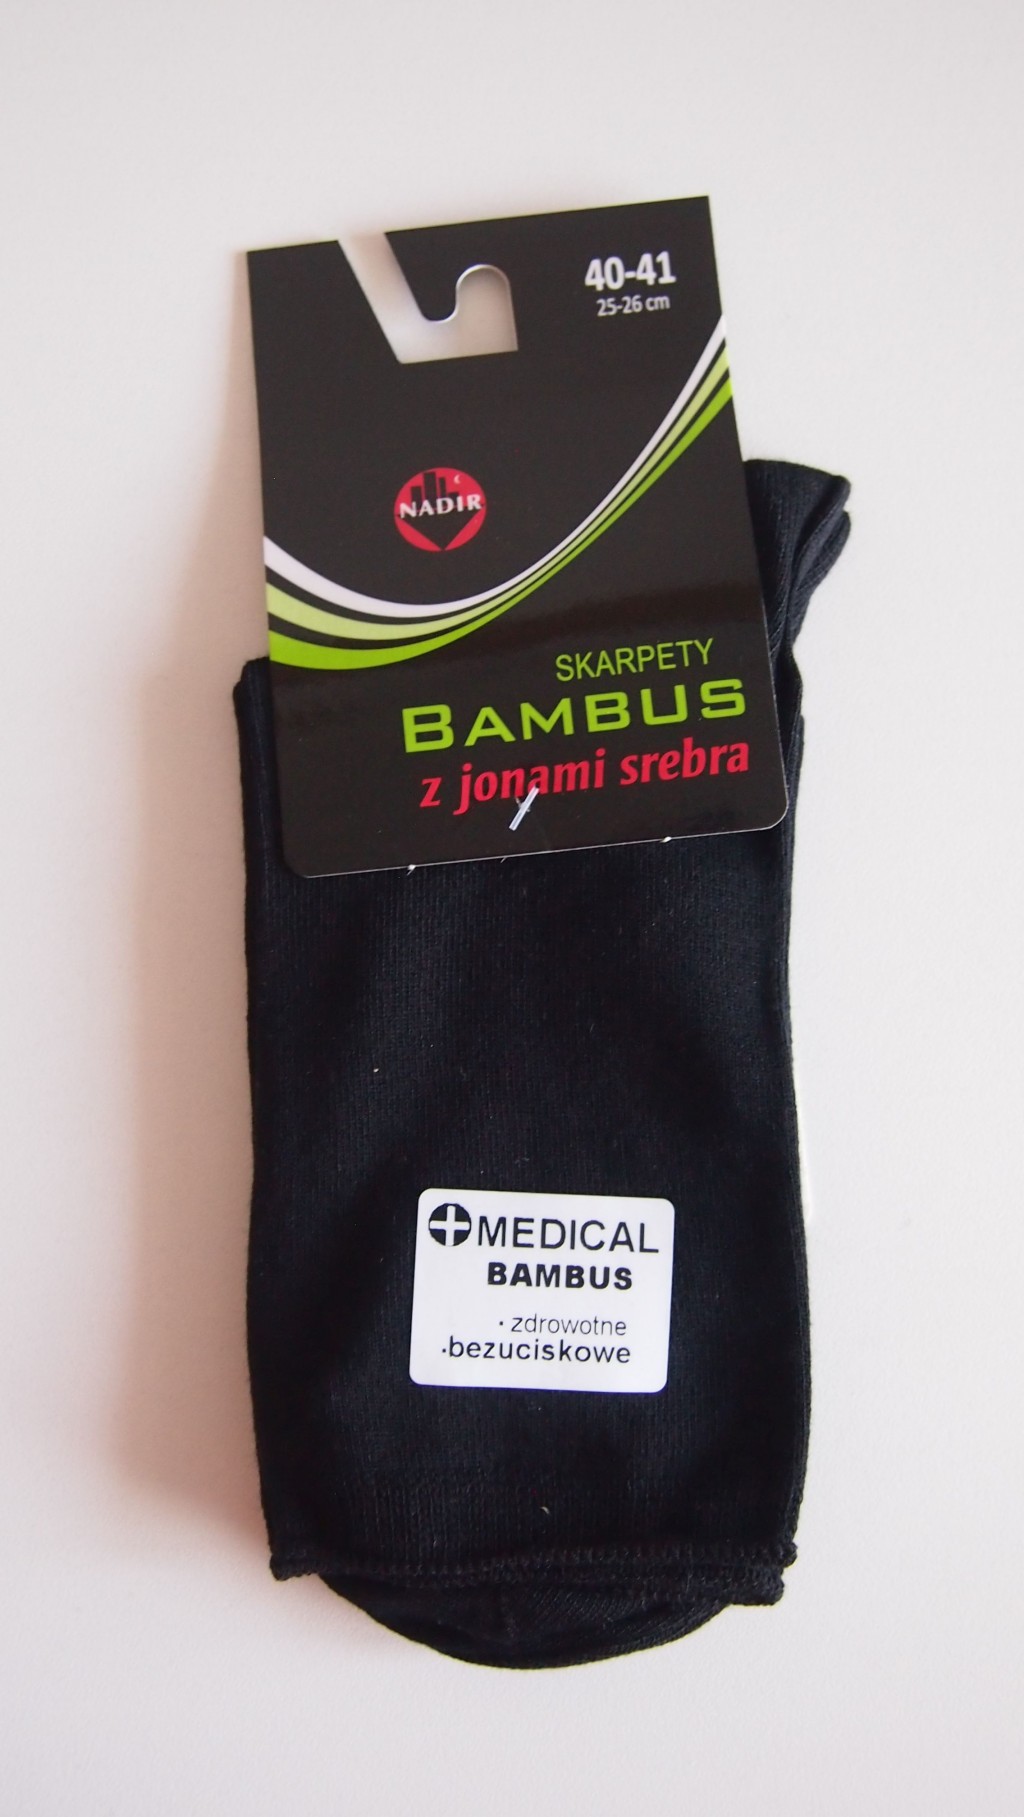 40-41
25-26 cm
NADIR
SKARPETY
BAMBUS
z jonami srebra
MEDICAL
BAMBUS
· zdrowotne
·bezuciskowe